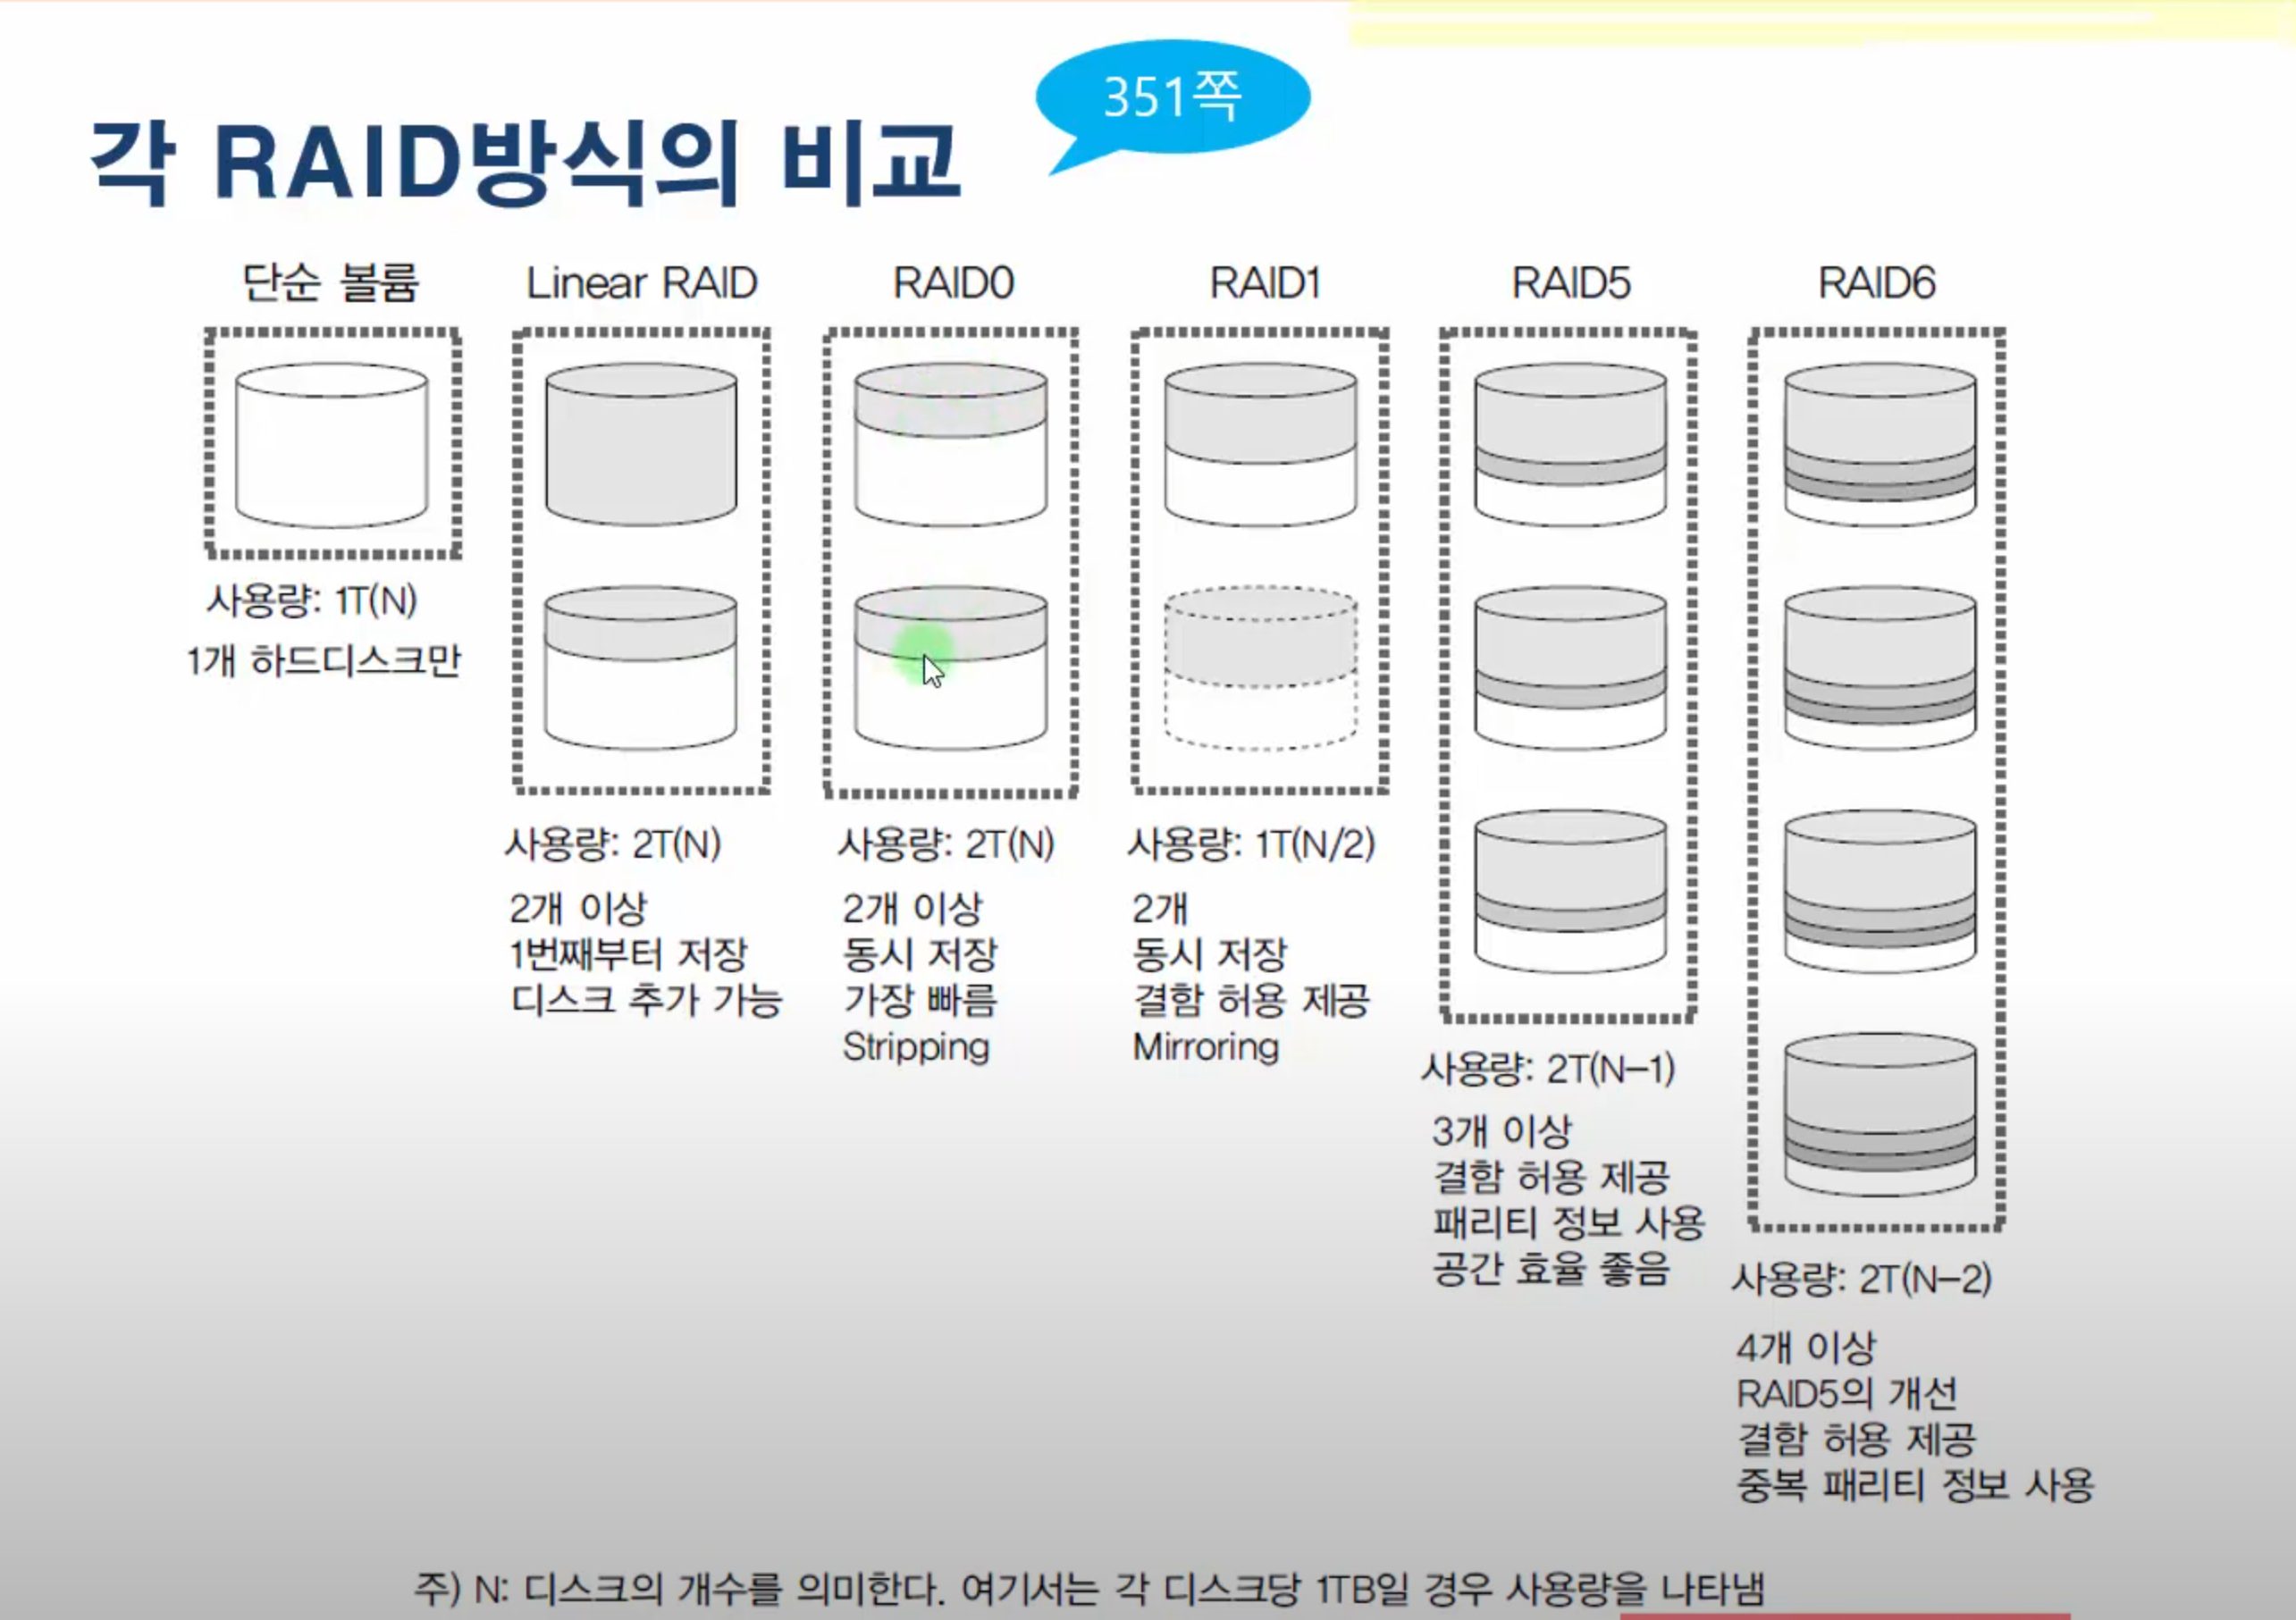 351쪽
각 RAID방식의 비교
단순 볼륨
사용량: 1T(N)
1개 하드디스크만
Linear RAID
사용량: 2T(N)
2개 이상
1번째부터 저장
디스크 추가 가능
RAID0
사용량: 2T(N)
2개 이상
동시 저장
가장 빠름
Stripping
RAID1
사용량: 1T(N/2)
2개
동시 저장
결함 허용 제공
Mirroring
RAID5
사용량: 2T(N-1)
3개 이상
결함 허용 제공
패리티 정보 사용
공간 효율 좋음
RAID6
사용량: 2T(N-2)
4개 이상
RAID5의 개선
결함 허용 제공
중복 패리티 정보 사용
주) N: 디스크의 개수를 의미한다. 여기서는 각 디스크당 1TB일 경우 사용량을 나타냄